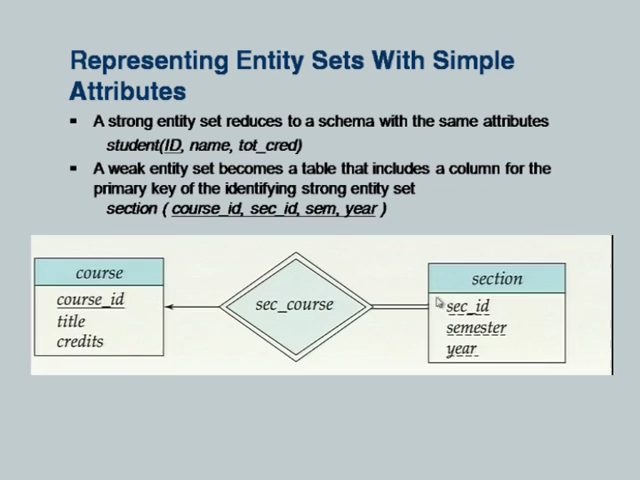 Representing Entity Sets With Simple
Attributes
▪ A strong entity set reduces to a schema with the same attributes
student(ID, name, tot_cred)
▪ A weak entity set becomes a table that includes a column for the
primary key of the identifying strong entity set
section ( course_id, sec_id, sem, year )
course
course_id
title
credits
sec_course
section
sec_id
semester
year